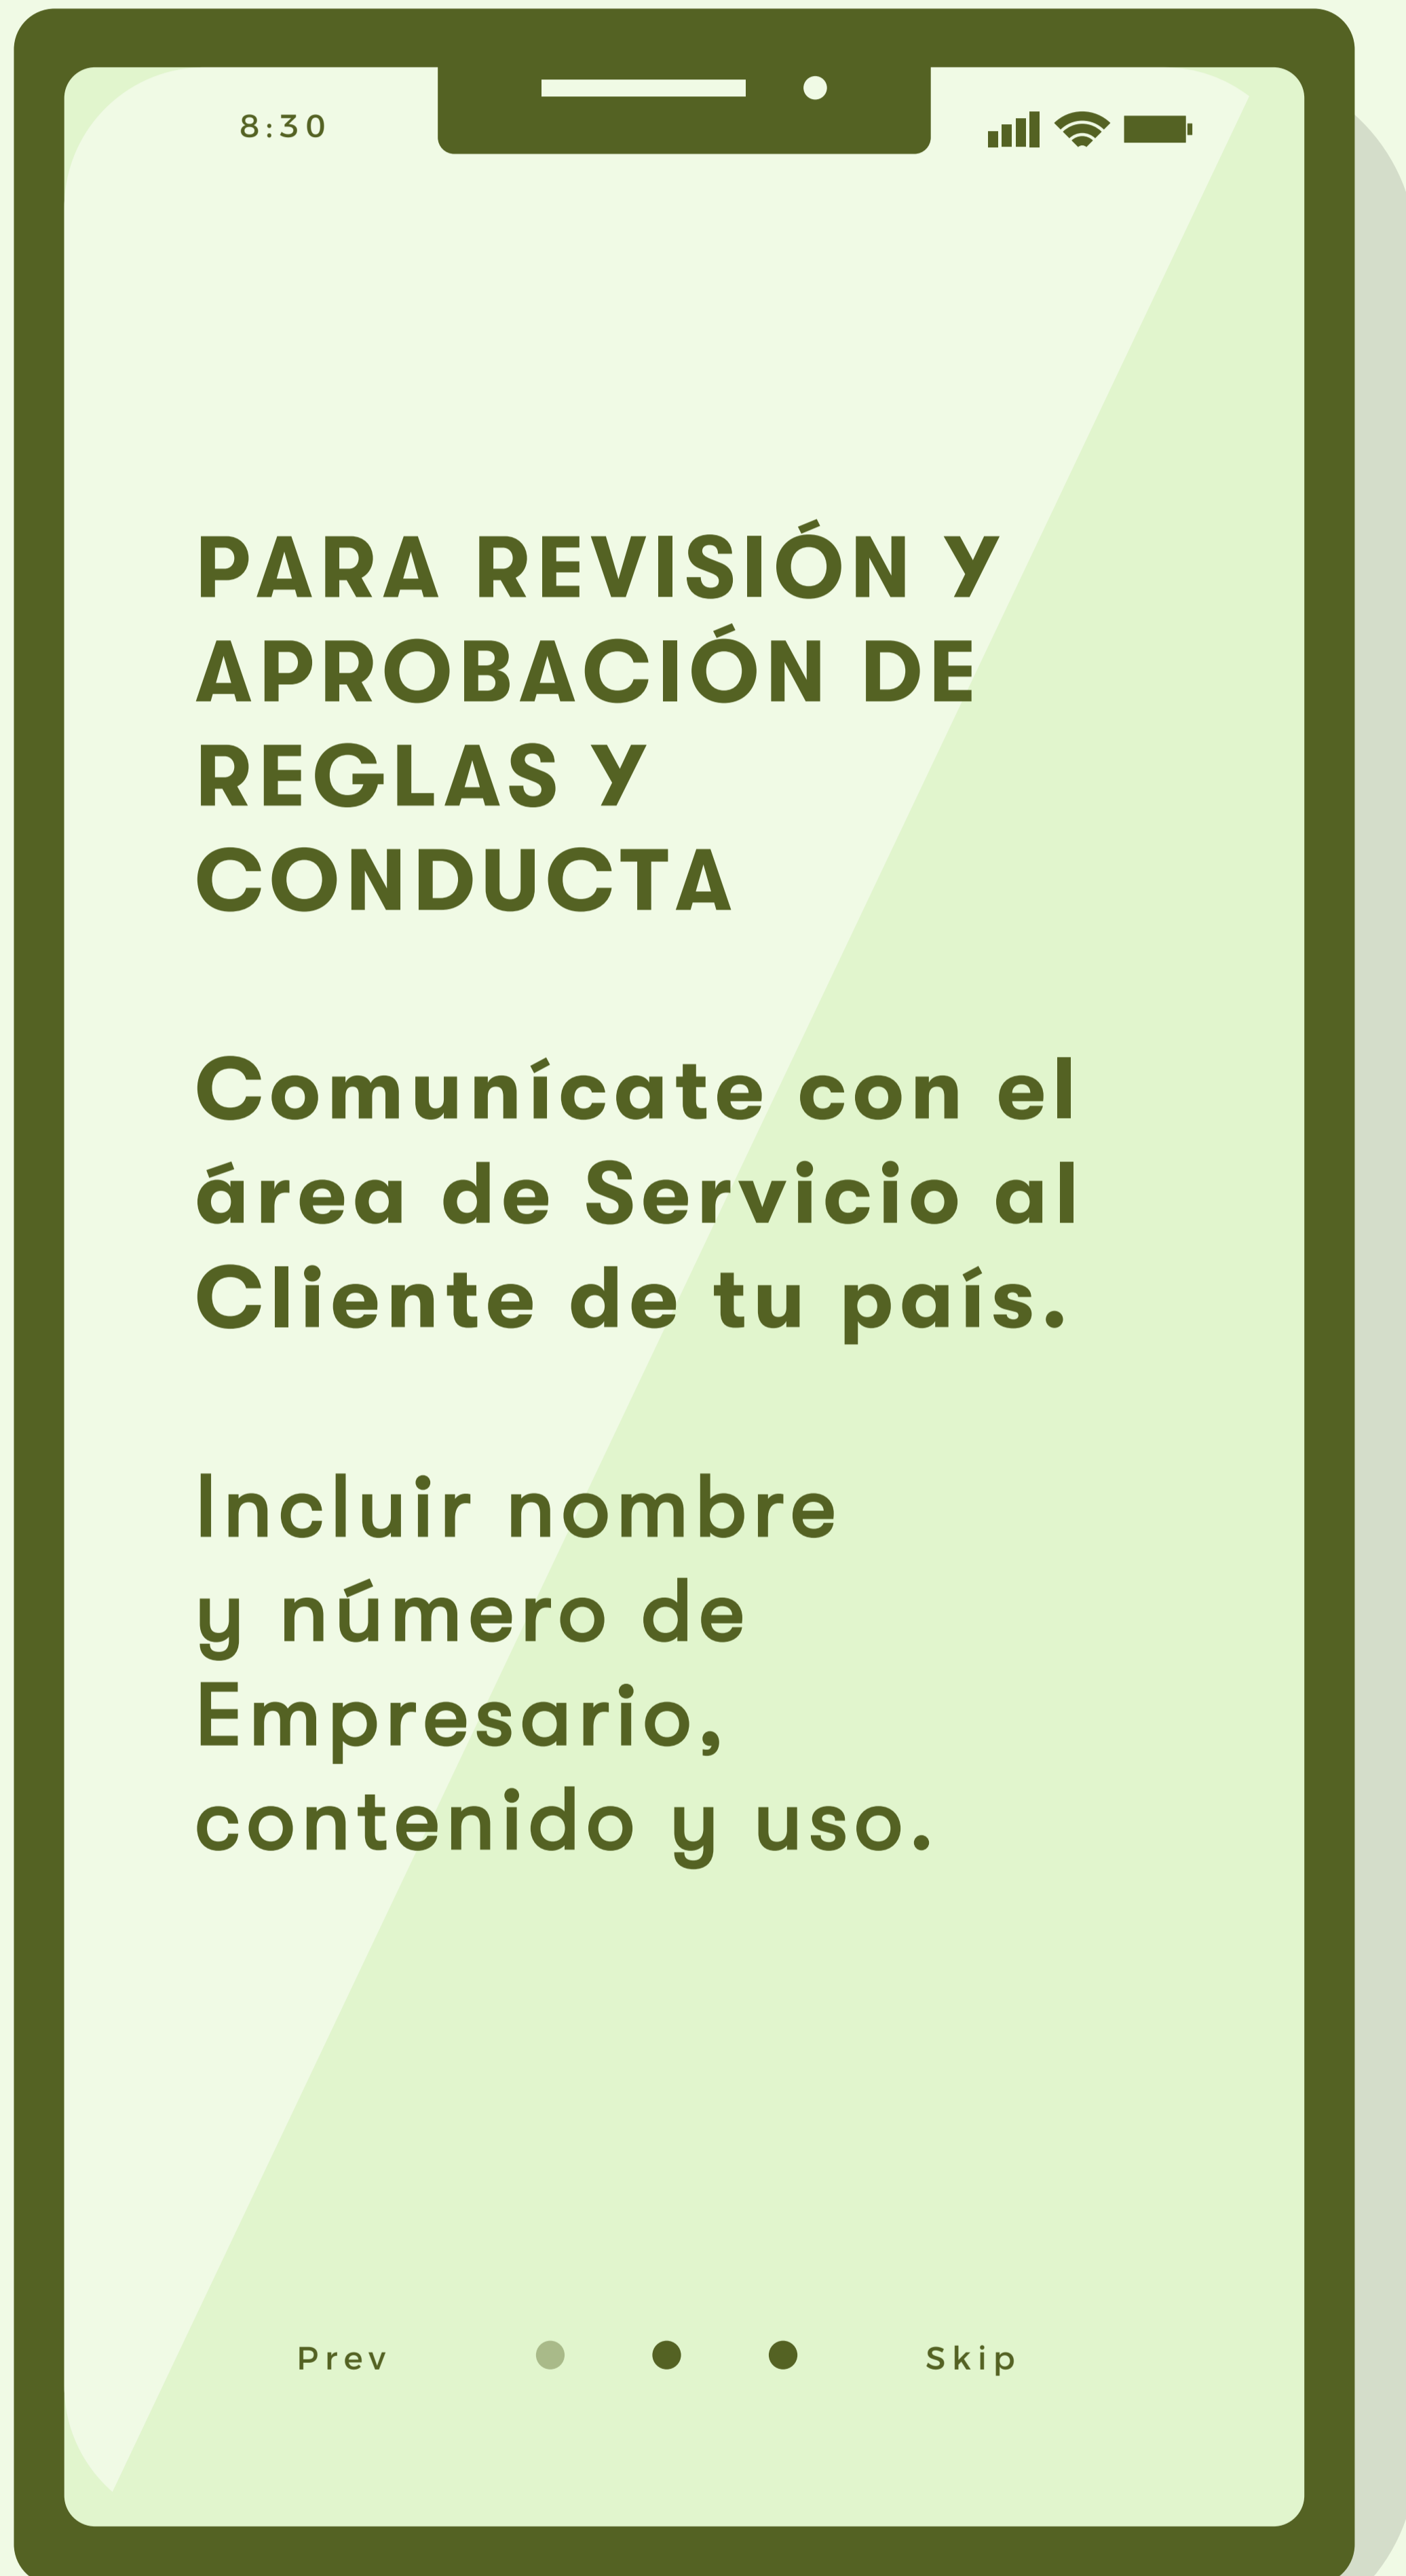 8:30
PARA REVISIÓN Y
APROBACIÓN DE
REGLAS Y
CONDUCTA
Comunícate con el
área de Servicio al
Cliente de tu país.
Incluir nombre
y número de
Empresario,
contenido y uso.
Prev Skip